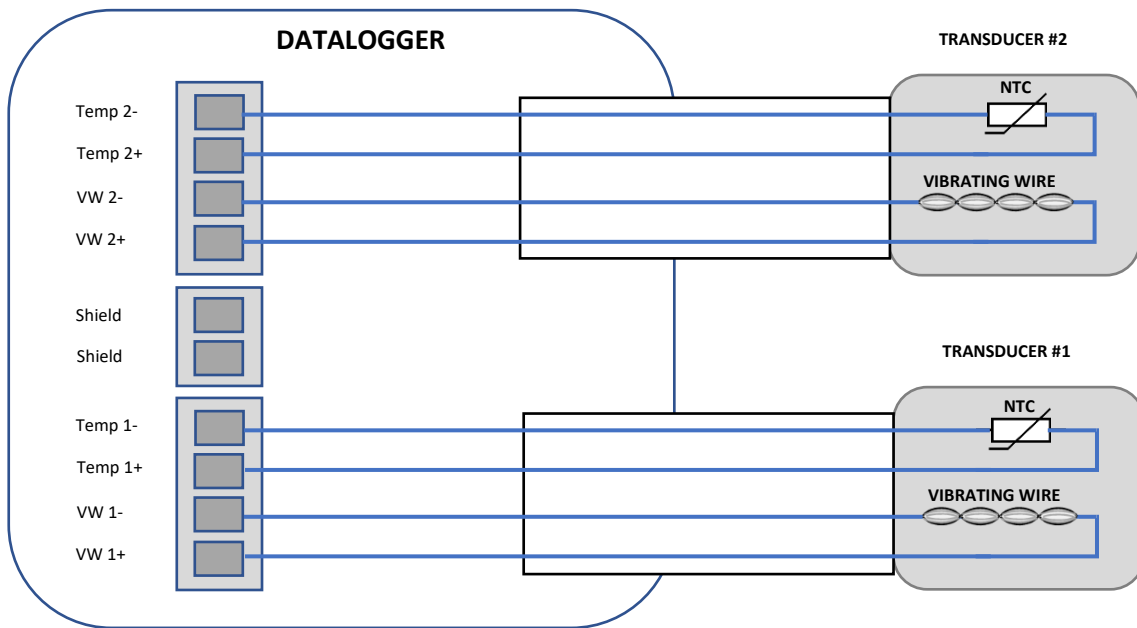 DATALOGGER
TRANSDUCER #2
Temp 2-
Temp 2+
VW 2-
VW 2+
NTC
VIBRATING WIRE
Shield
Shield
TRANSDUCER #1
Temp 1-
Temp 1+
VW 1-
VW 1+
NTC
VIBRATING WIRE